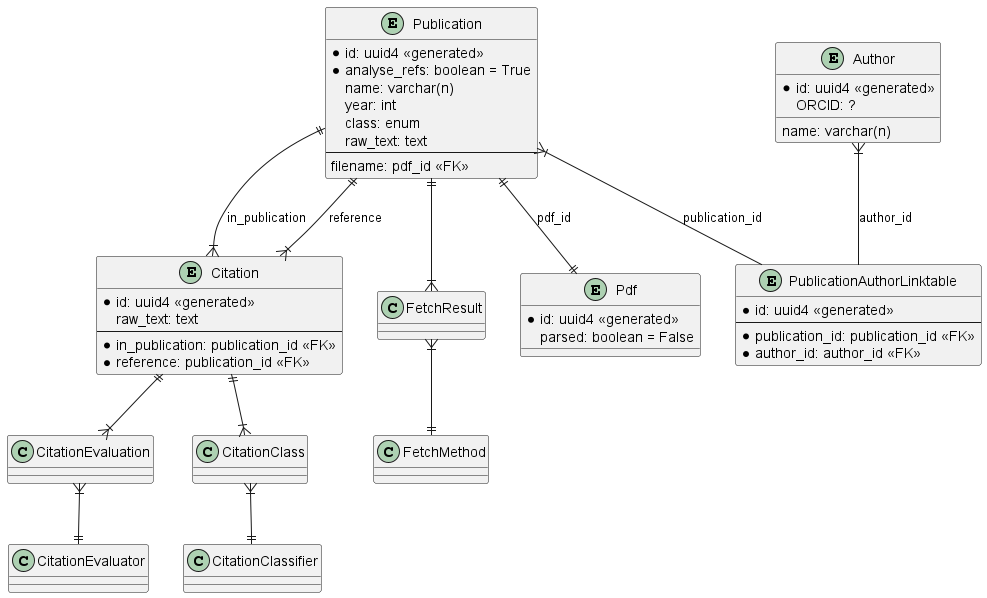 E Publication
id: uuid4 «generated»
analyse_refs: boolean = True
name: varchar(n)
year: int
class: enum
raw_text: text
filename: pdf_id «FK»
E Author
id: uuid4 «generated»
ORCID: ?
name: varchar(n)
in_publication
reference
pdf_id
publication_id
author_id
E Citation
id: uuid4 «generated»
raw_text: text
in_publication: publication_id «FK»
reference: publication_id «FK»
C FetchResult
E Pdf
id: uuid4 «generated»
parsed: boolean = False
E PublicationAuthorLinktable
id: uuid4 «generated»
publication_id: publication_id «FK»
author_id: author_id «FK»
C CitationEvaluation
C CitationClass
C FetchMethod
C CitationEvaluator
C CitationClassifier